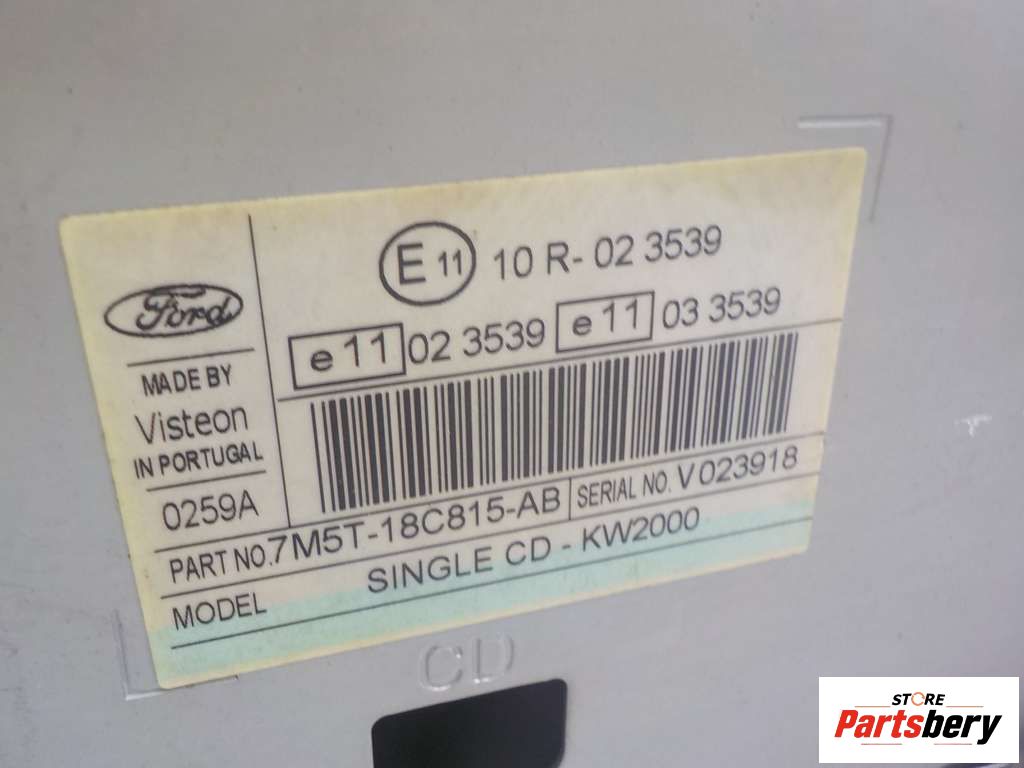 E 11 10 R- 02 3539
e 11 02 3539 e 11 03 3539
Ford
MADE BY
Visteon
IN PORTUGAL
0259A
PART NO. 7M5T-18C815-AB SERIAL NO. V023918
MODEL SINGLE CD - KW2000
CD
STORE
Partsbery